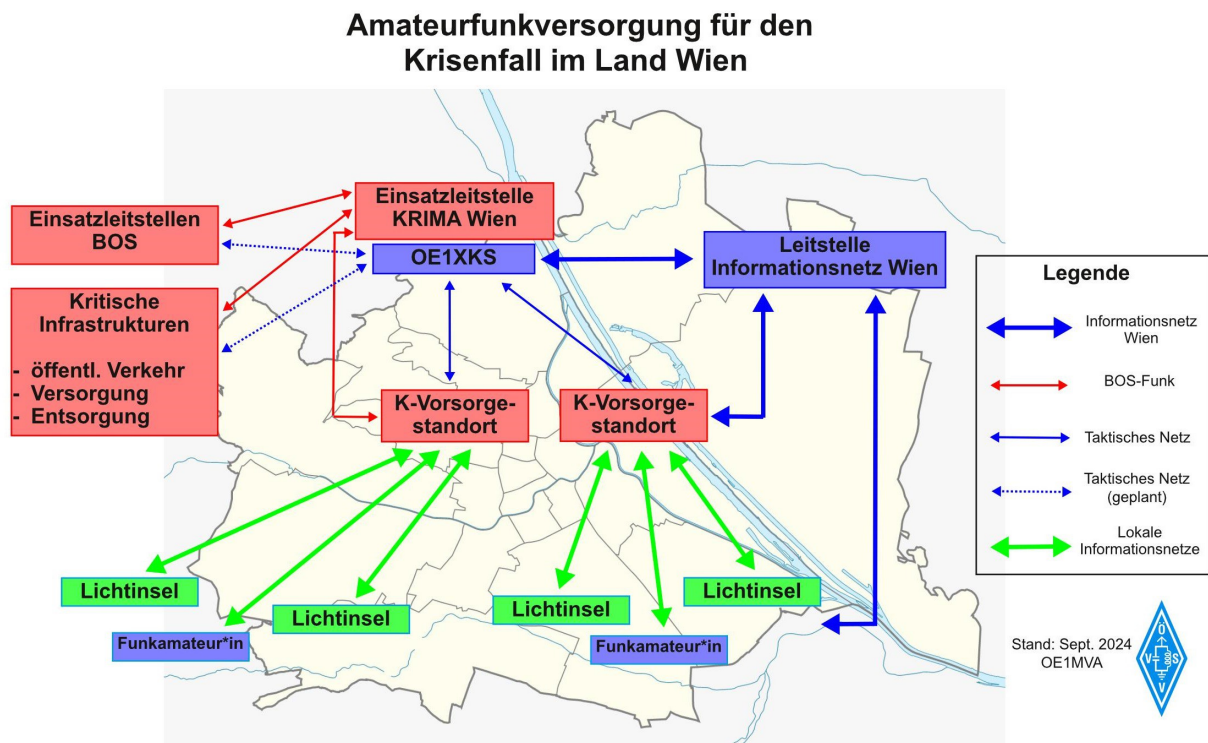 Amateurfunkversorgung für den
Krisenfall im Land Wien
Einsatzleitstellen
BOS
Einsatzleitstelle
KRIMA Wien
OE1XKS
Leitstelle
Informationsnetz Wien
Kritische
Infrastrukturen
- öffentl. Verkehr
- Versorgung
- Entsorgung
K-Vorsorge-
standort
K-Vorsorge-
standort
Lichtinsel
Funkamateur*in
Lichtinsel
Lichtinsel
Funkamateur*in
Lichtinsel
Legende
Informationsnetz
Wien
BOS-Funk
Taktisches Netz
Taktisches Netz
(geplant)
Lokale
Informationsnetze
Stand: Sept. 2024
OE1MVA
Ö
V S
V